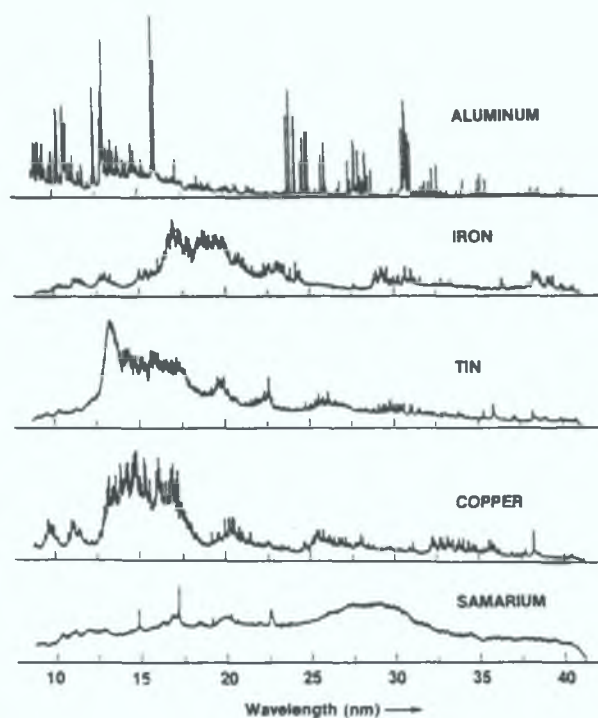 ALUMINUM
IRON
TIN
COPPER
SAMARIUM
10 15 20 25 30 35 40
Wavelength (nm) →